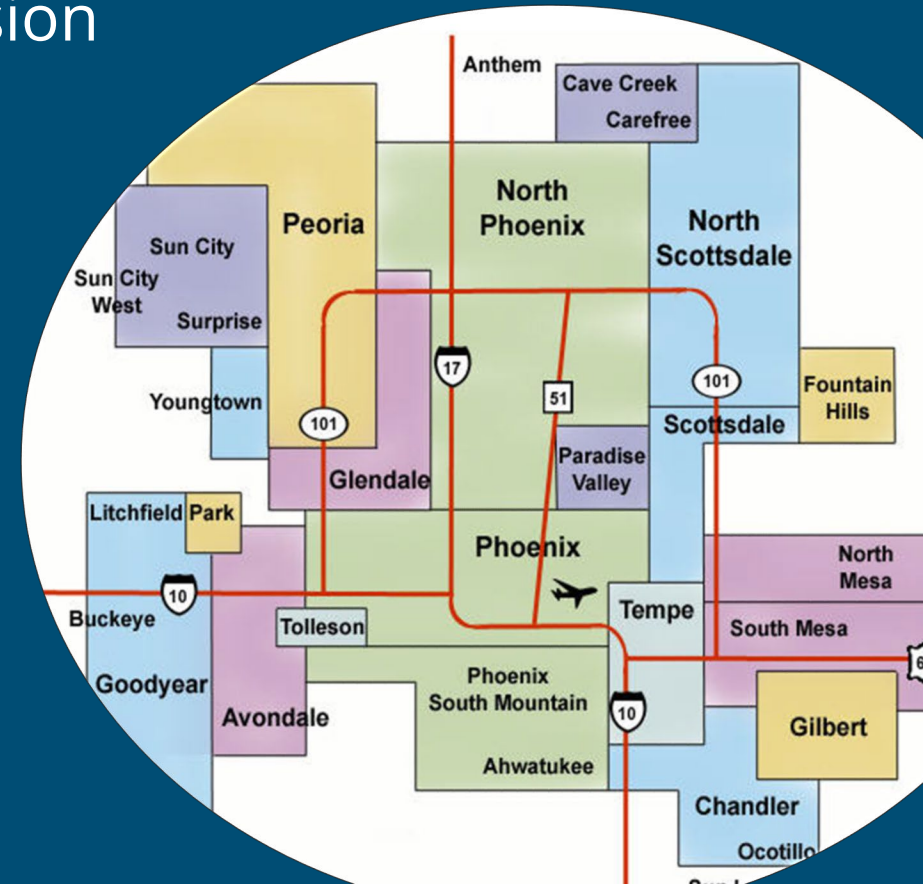 sion
Anthem
Cave Creek
Carefree
North
Phoenix
Peoria
North
Scottsdale
Sun City
Sun City
West
Surprise
17
101
51
101
Fountain
Hills
Youngtown
Scottsdale
Paradise
Valley
Glendale
Litchfield Park
Phoenix
North
Mesa
10
Buckeye
Tempe
Tolleson
South Mesa
6
Goodyear
Phoenix
South Mountain
Avondale
10
Gilbert
Ahwatukee
Chandler
Ocotillo